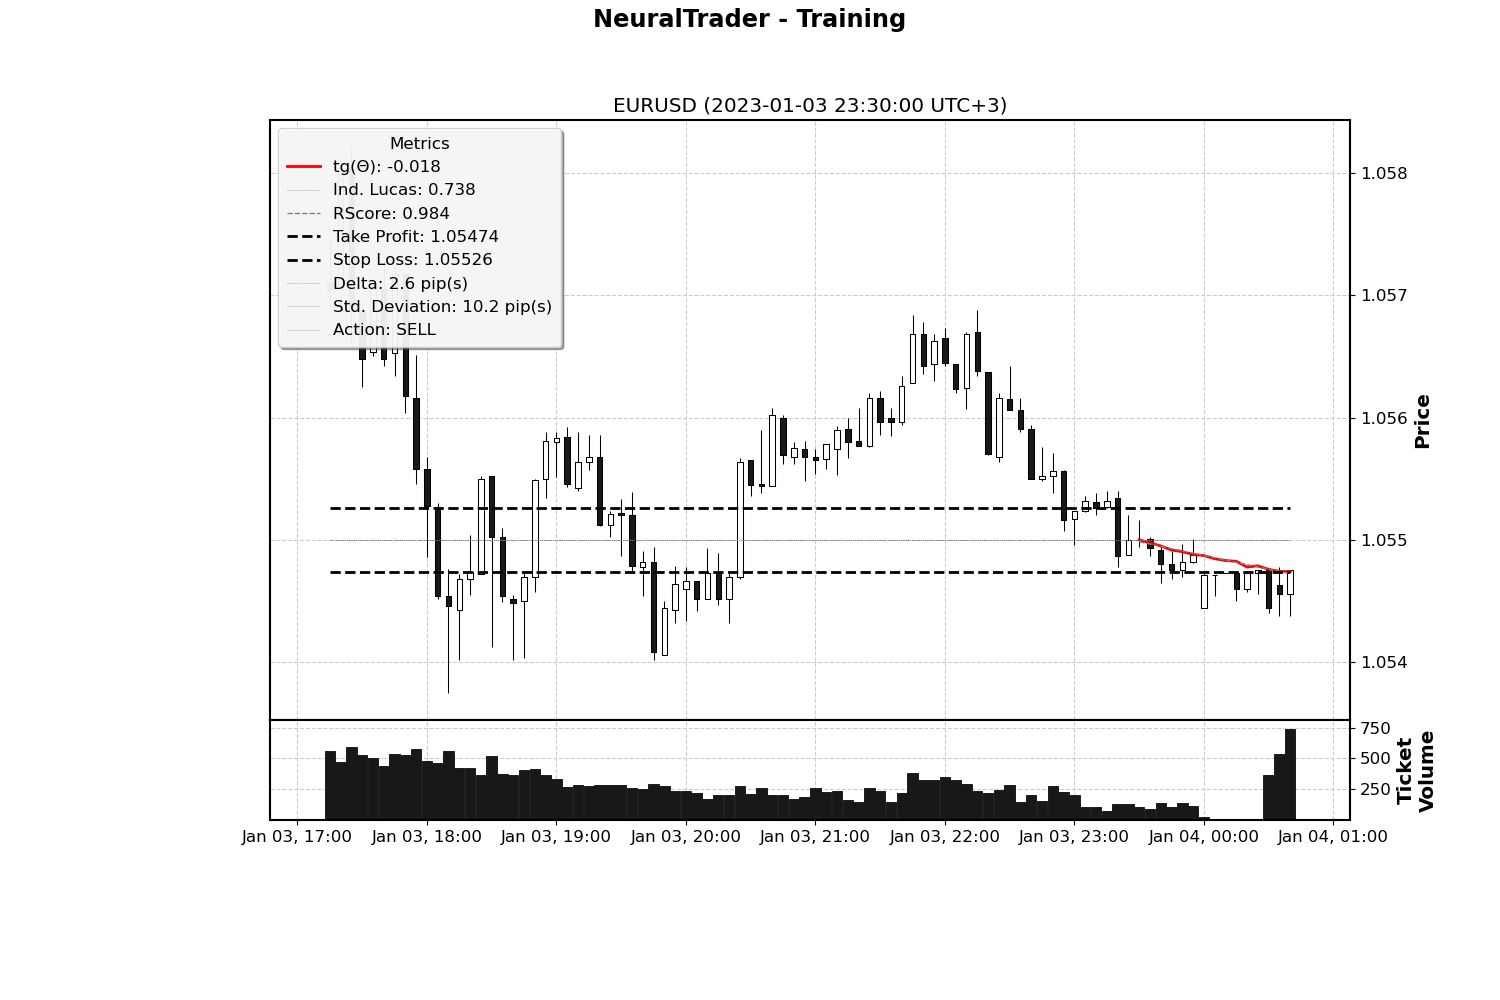 NeuralTrader - Training
EURUSD (2023-01-03 23:30:00 UTC+3)
Metrics
tg(Θ): -0.018
Ind. Lucas: 0.738
RScore: 0.984
Take Profit: 1.05474
Stop Loss: 1.05526
Delta: 2.6 pip(s)
Std. Deviation: 10.2 pip(s)
Action: SELL
1.058
1.057
1.056
1.055
1.054
Price
750
500
250
Ticket
Volume
Jan 03, 17:00
Jan 03, 18:00
Jan 03, 19:00
Jan 03, 20:00
Jan 03, 21:00
Jan 03, 22:00
Jan 03, 23:00
Jan 04, 00:00
Jan 04, 01:00